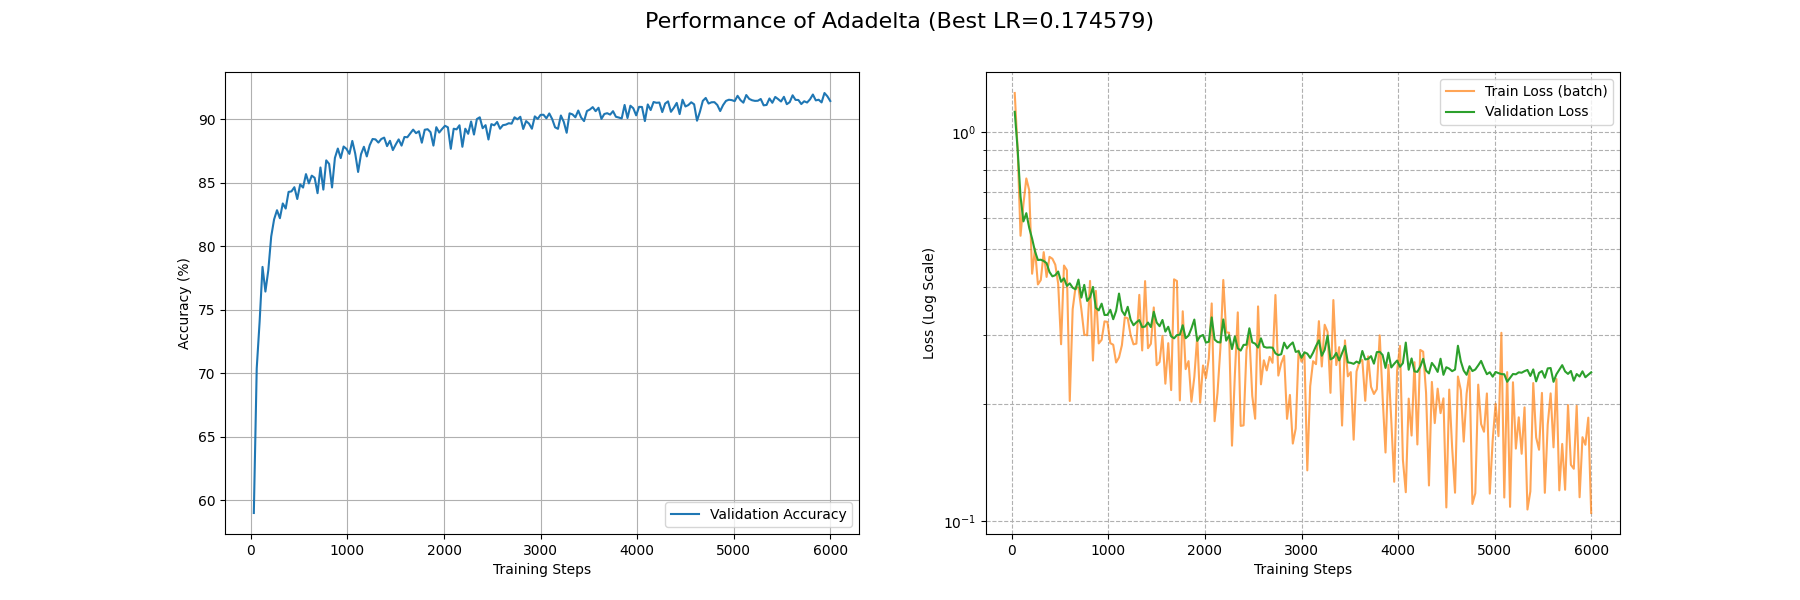 Performance of Adadelta (Best LR=0.174579)
Accuracy (%)
90
85
80
75
70
65
60
0 1000 2000 3000 4000 5000 6000
Training Steps
Validation Accuracy
Loss (Log Scale)
10⁰
10⁻¹
0 1000 2000 3000 4000 5000 6000
Training Steps
Train Loss (batch)
Validation Loss